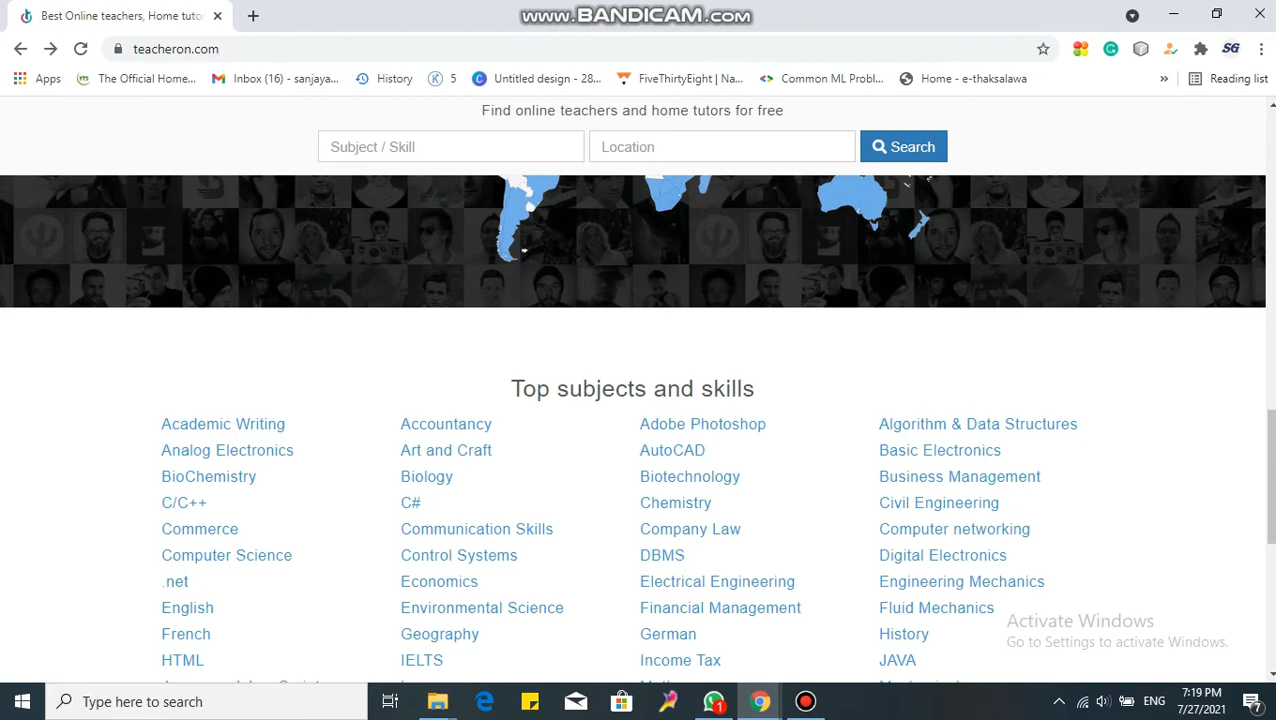 Best Online teachers, Home tuto
www.BANDICAM.com
teacheron.com
SG
Apps
The Official Home...
Inbox (16) - sanjaya...
History
5
Untitled design - 28...
FiveThirtyEight | Na...
Common ML Probl...
Home - e-thaksalawa
»
Reading list
Find online teachers and home tutors for free
Subject / Skill
Location
Search
Top subjects and skills
Academic Writing Accountancy Adobe Photoshop Algorithm & Data Structures
Analog Electronics Art and Craft AutoCAD Basic Electronics
BioChemistry Biology Biotechnology Business Management
C/C++ C# Chemistry Civil Engineering
Commerce Communication Skills Company Law Computer networking
Computer Science Control Systems DBMS Digital Electronics
.net Economics Electrical Engineering Engineering Mechanics
English Environmental Science Financial Management Fluid Mechanics
French Geography German History
HTML IELTS Income Tax JAVA
Activate Windows
Go to Settings to activate Windows.
Type here to search
1
ENG
7:19 PM
7/27/2021
7